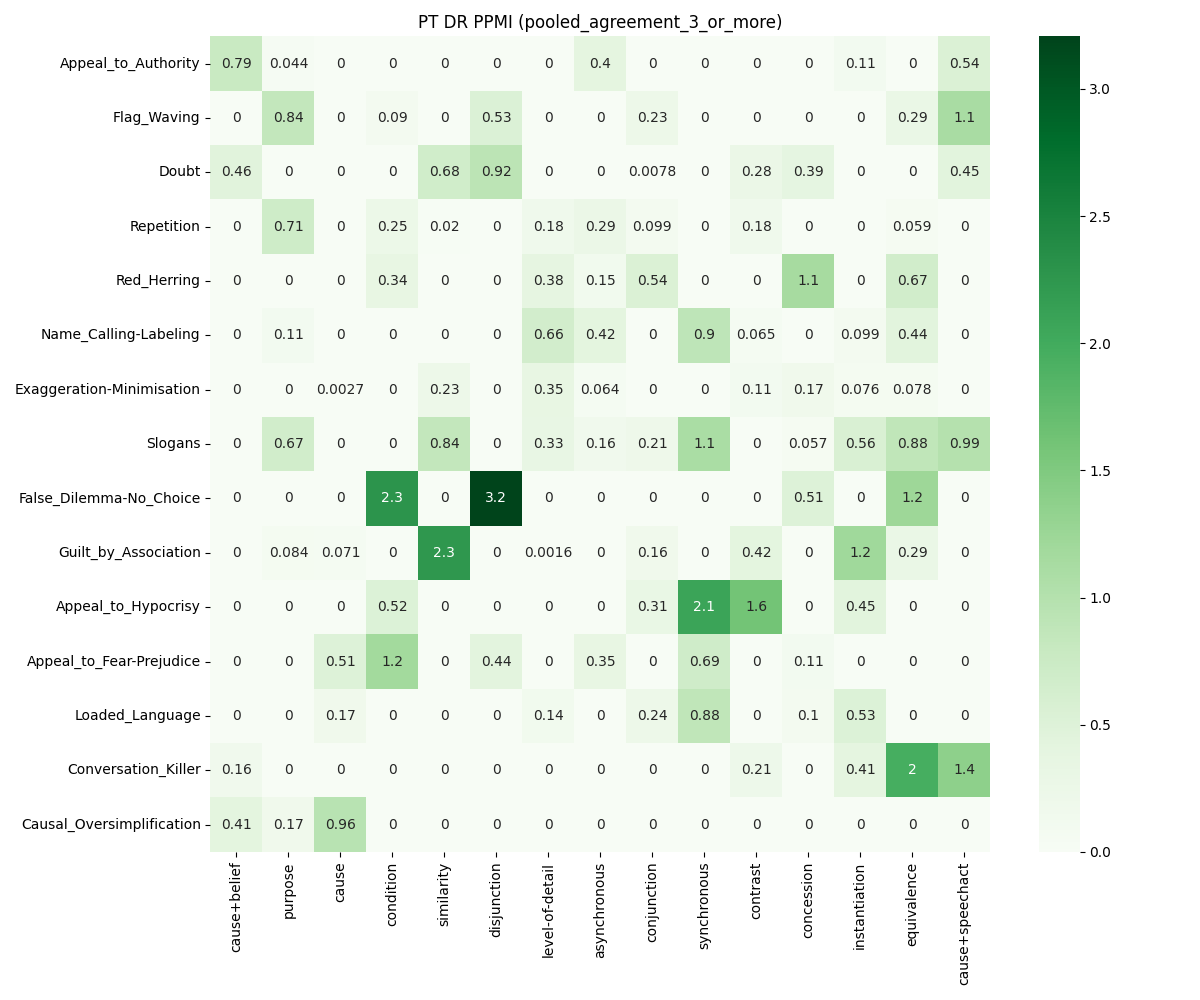 PT DR PPMI (pooled_agreement_3_or_more)
Appeal_to_Authority 0.79 0.044 0 0 0 0 0 0.4 0 0 0 0 0.11 0 0.54
Flag_Waving 0 0.84 0 0.09 0 0.53 0 0 0.23 0 0 0 0 0.29 1.1
Doubt 0.46 0 0 0 0.68 0.92 0 0 0.0078 0 0.28 0.39 0 0 0.45
Repetition 0 0.71 0 0.25 0.02 0 0.18 0.29 0.099 0 0.18 0 0 0.059 0
Red_Herring 0 0 0 0.34 0 0 0.38 0.15 0.54 0 0 1.1 0 0.67 0
Name_Calling-Labeling 0 0.11 0 0 0 0 0.66 0.42 0 0.9 0.065 0 0.099 0.44 0
Exaggeration-Minimisation 0 0 0.0027 0 0.23 0 0.35 0.064 0 0 0.11 0.17 0.076 0.078 0
Slogans 0 0.67 0 0 0.84 0 0.33 0.16 0.21 1.1 0 0.057 0.56 0.88 0.99
False_Dilemma-No_Choice 0 0 0 2.3 0 3.2 0 0 0 0 0 0.51 0 1.2 0
Guilt_by_Association 0 0.084 0.071 0 2.3 0 0.0016 0 0.16 0 0.42 0 1.2 0.29 0
Appeal_to_Hypocrisy 0 0 0 0.52 0 0 0 0 0.31 2.1 1.6 0 0.45 0 0
Appeal_to_Fear-Prejudice 0 0 0.51 1.2 0 0.44 0 0.35 0 0.69 0 0.11 0 0 0
Loaded_Language 0 0 0.17 0 0 0 0.14 0 0.24 0.88 0 0.1 0.53 0 0
Conversation_Killer 0.16 0 0 0 0 0 0 0 0 0 0.21 0 0.41 2 1.4
Causal_Oversimplification 0.41 0.17 0.96 0 0 0 0 0 0 0 0 0 0 0 0
cause+belief
purpose
cause
condition
similarity
disjunction
level-of-detail
asynchronous
conjunction
synchronous
contrast
concession
instantiation
equivalence
cause+speechact
3.0
2.5
2.0
1.5
1.0
0.5
0.0